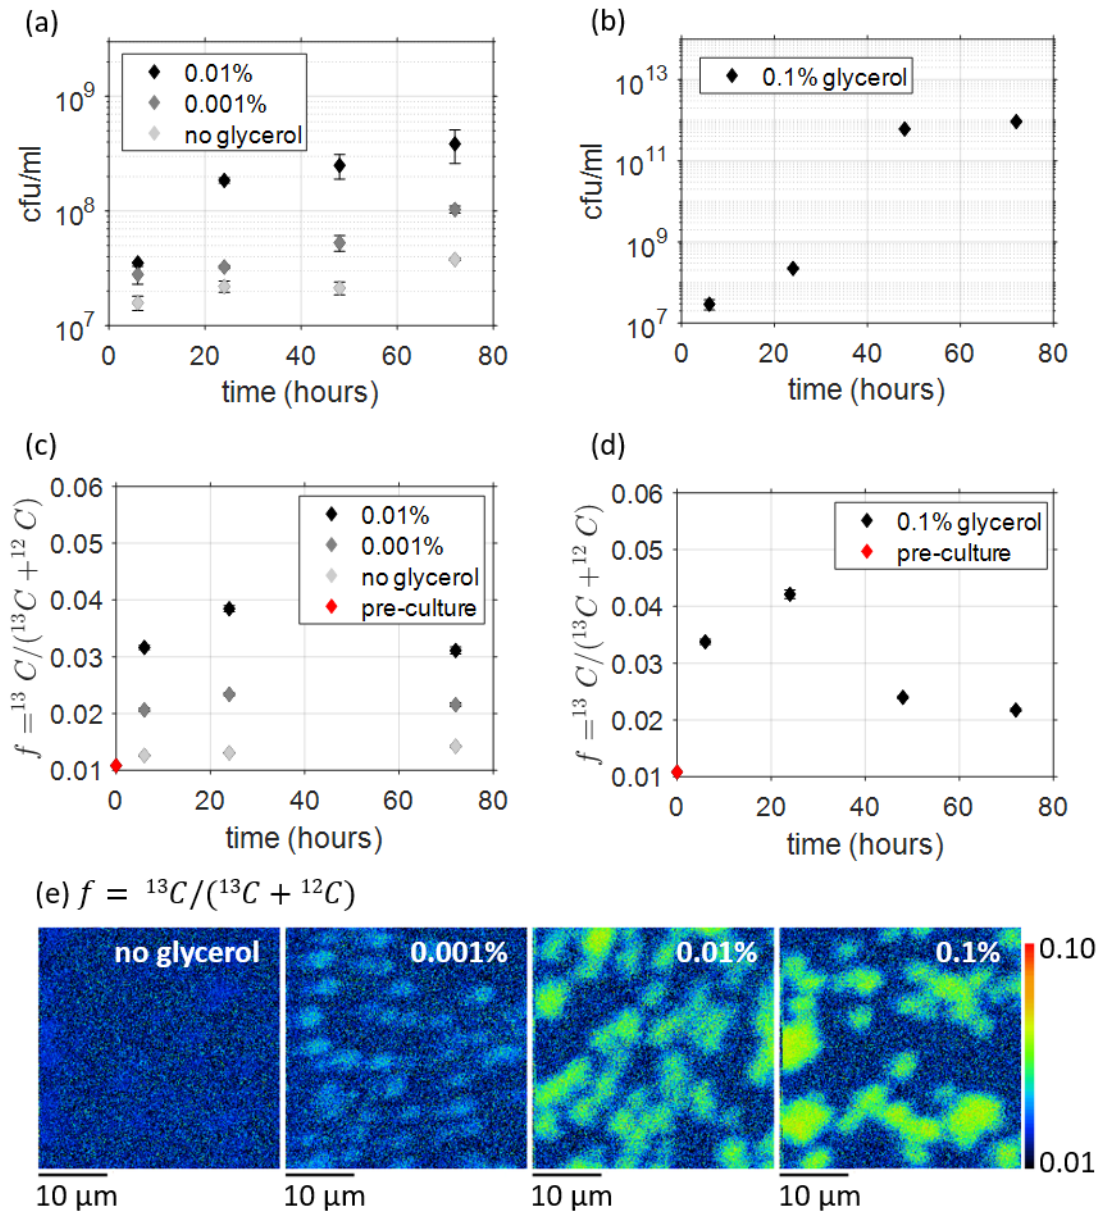 (a)
0.01%
0.001%
no glycerol
10^9
10^8
10^7
cfu/ml
0 20 40 60 80
time (hours)
(b)
0.1% glycerol
10^13
10^11
10^9
10^7
cfu/ml
0 20 40 60 80
time (hours)
(c)
0.06
0.05
0.04
0.03
0.02
0.01
f =^13 C/(^13C +^12 C)
0.01%
0.001%
no glycerol
pre-culture
0 20 40 60 80
time (hours)
(d)
0.06
0.05
0.04
0.03
0.02
0.01
f =^13 C/(^13C +^12 C)
0.1% glycerol
pre-culture
0 20 40 60 80
time (hours)
(e) f = ^13C/(^13C + ^12C)
no glycerol 0.001% 0.01% 0.1%
0.10
0.01
10 µm 10 µm 10 µm 10 µm